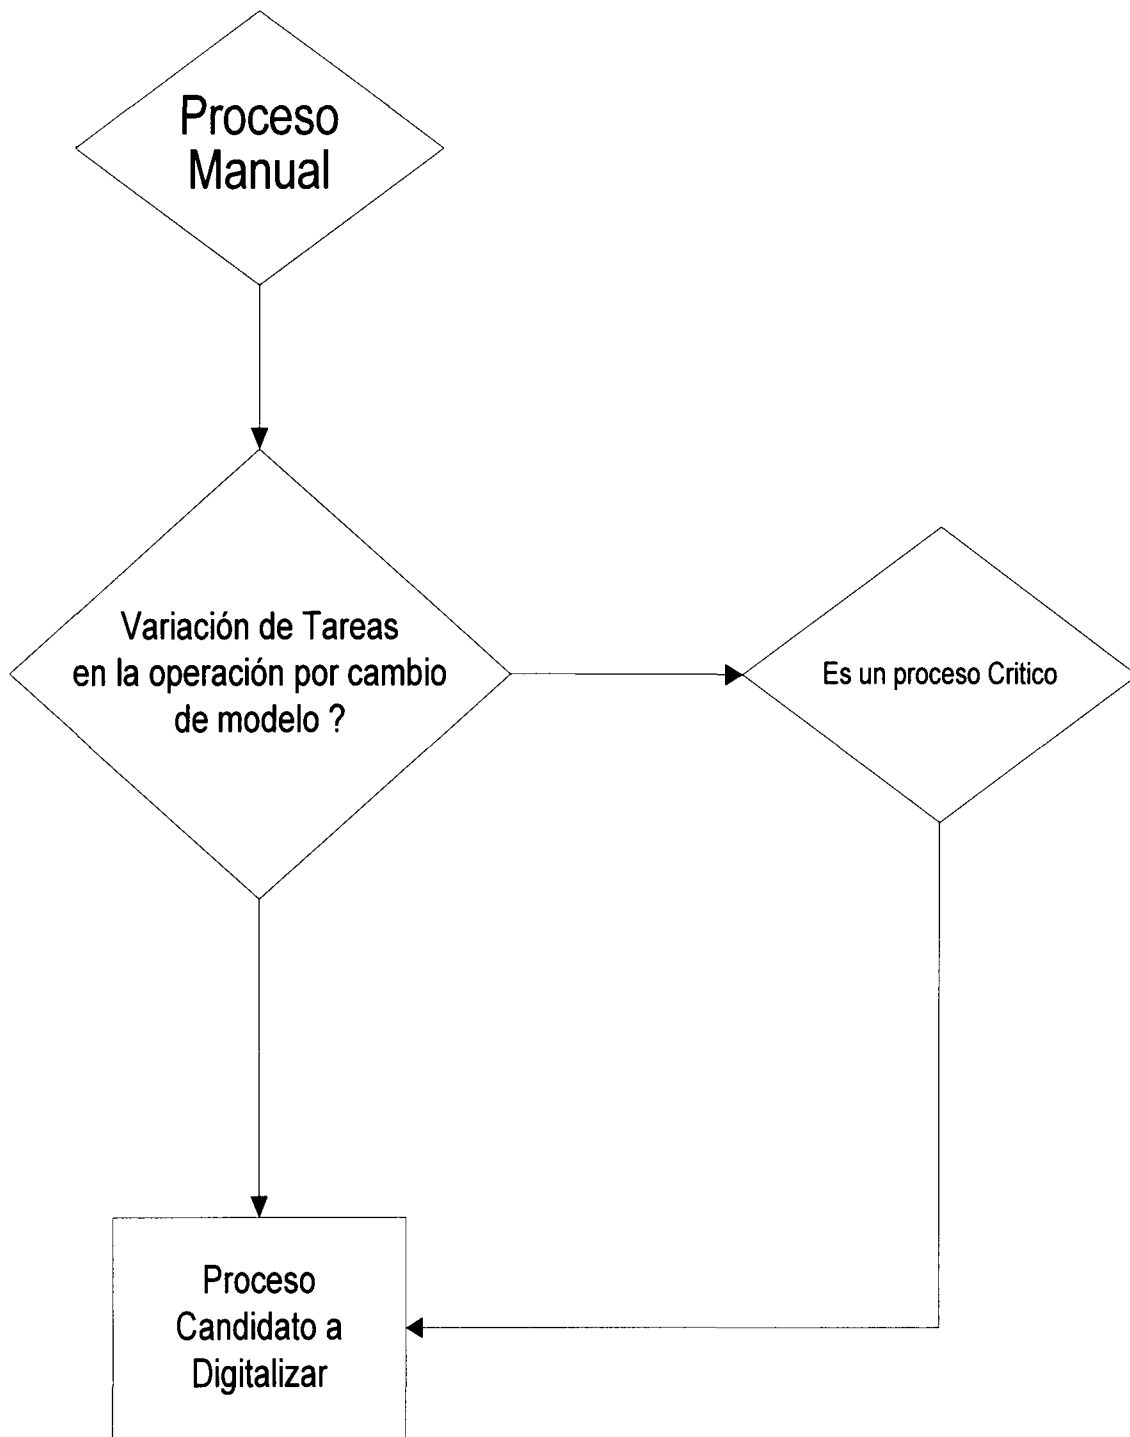 Proceso
Manual
Variación de Tareas
en la operación por cambio
de modelo ?
Es un proceso Critico
Proceso
Candidato a
Digitalizar